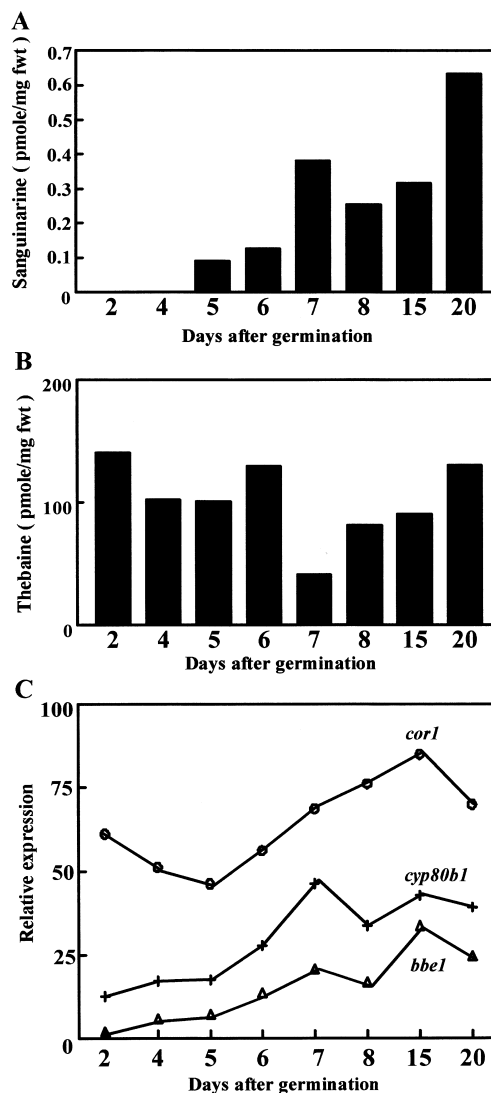 A
Sanguinarine ( pmole/mg fwt )
0.7
0.6
0.5
0.4
0.3
0.2
0.1
0
2 4 5 6 7 8 15 20
Days after germination
B
Thebaine ( pmole/mg fwt )
200
100
0
2 4 5 6 7 8 15 20
Days after germination
C
Relative expression
100
75
50
25
0
cor1
cyp80b1
bbe1
2 4 5 6 7 8 15 20
Days after germination